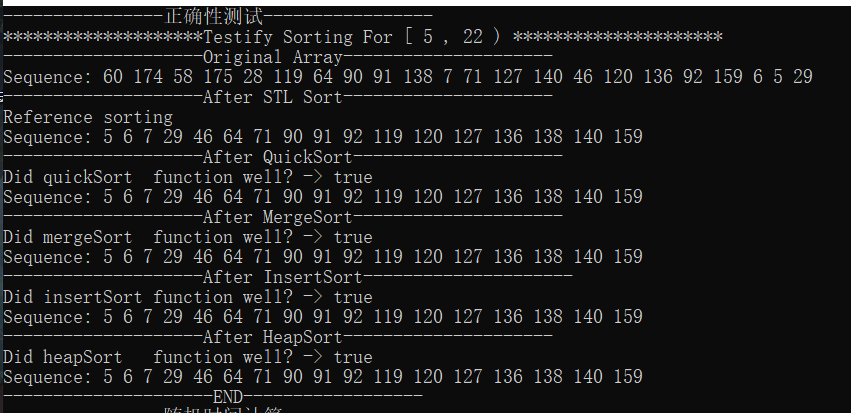 ----------------正确性测试-----------------
********************Testify Sorting For [ 5 , 22 ) *********************
--------------------Original Array---------------------
Sequence: 60 174 58 175 28 119 64 90 91 138 7 71 127 140 46 120 136 92 159 6 5 29
--------------------After STL Sort---------------------
Reference sorting
Sequence: 5 6 7 29 46 64 71 90 91 92 119 120 127 136 138 140 159
--------------------After QuickSort---------------------
Did quickSort  function well? -> true
Sequence: 5 6 7 29 46 64 71 90 91 92 119 120 127 136 138 140 159
--------------------After MergeSort---------------------
Did mergeSort  function well? -> true
Sequence: 5 6 7 29 46 64 71 90 91 92 119 120 127 136 138 140 159
--------------------After InsertSort---------------------
Did insertSort function well? -> true
Sequence: 5 6 7 29 46 64 71 90 91 92 119 120 127 136 138 140 159
--------------------After HeapSort---------------------
Did heapSort   function well? -> true
Sequence: 5 6 7 29 46 64 71 90 91 92 119 120 127 136 138 140 159
---------------------END------------------